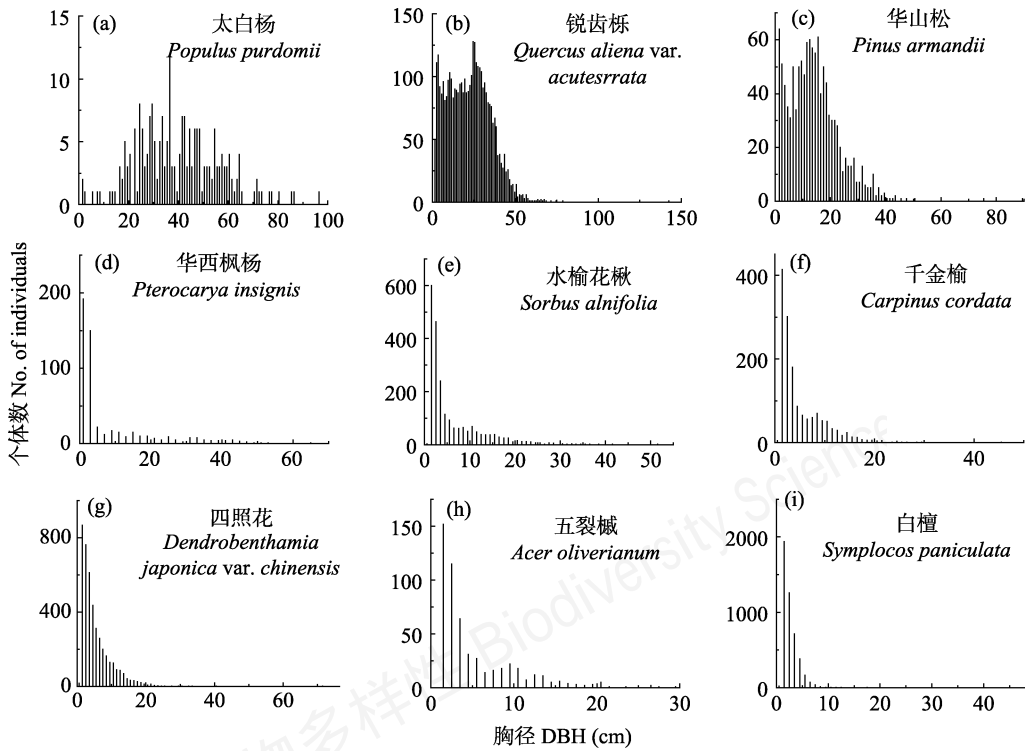 (a)
太白杨
Populus purdomii
15
10
5
0
0 20 40 60 80 100
(b)
锐齿栎
Quercus aliena var.
acutesrrata
150
100
50
0
0 50 100 150
(c)
华山松
Pinus armandii
60
40
20
0
0 20 40 60 80
个体数 No. of individuals
(d)
华西枫杨
Pterocarya insignis
200
100
0
0 20 40 60
(e)
水榆花楸
Sorbus alnifolia
600
400
200
0
0 10 20 30 40 50
(f)
千金榆
Carpinus cordata
400
200
0
0 20 40
(g)
四照花
Dendrobenthamia
japonica var. chinensis
800
400
0
0 20 40 60
(h)
五裂槭
Acer oliverianum
150
100
50
25
0
0 10 20 30
(i)
白檀
Symplocos paniculata
2000
1000
0
0 10 20 30 40
胸径 DBH (cm)
物多样性 Biodiversity Science